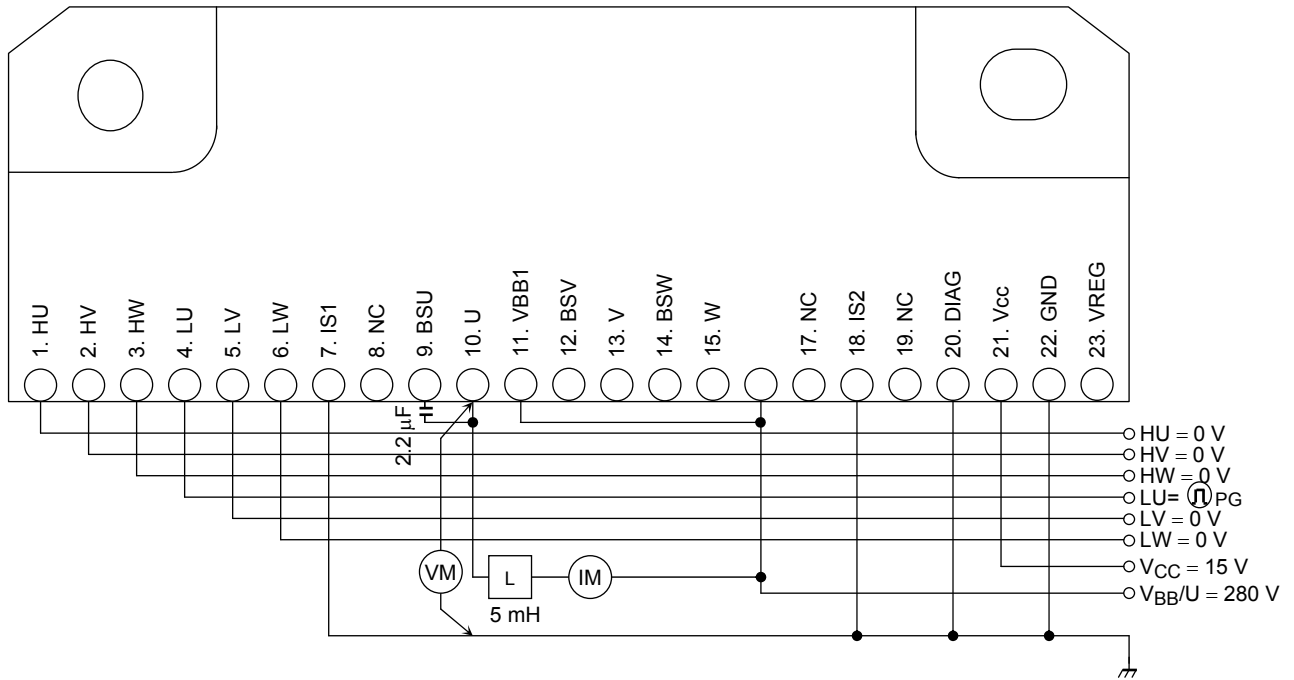 1. HU
2. HV
3. HW
4. LU
5. LV
6. LW
7. IS1
8. NC
9. BSU
10. U
11. VBB1
12. BSV
13. V
14. BSW
15. W
17. NC
18. IS2
19. NC
20. DIAG
21. Vcc
22. GND
23. VREG
2.2 μF
HU = 0 V
HV = 0 V
HW = 0 V
LU= PG
LV = 0 V
LW = 0 V
VCC = 15 V
VBB/U = 280 V
VM
L
IM
5 mH